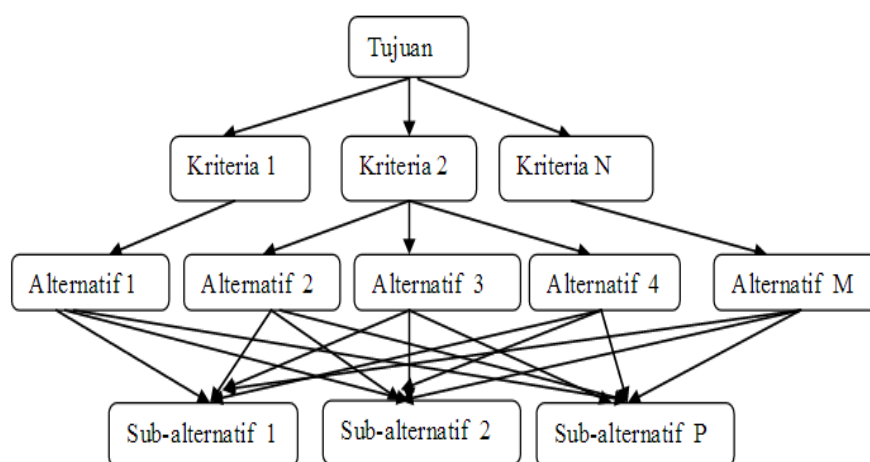 Tujuan
Kriteria 1
Kriteria 2
Kriteria N
Alternatif 1
Alternatif 2
Alternatif 3
Alternatif 4
Alternatif M
Sub-alternatif 1
Sub-alternatif 2
Sub-alternatif P